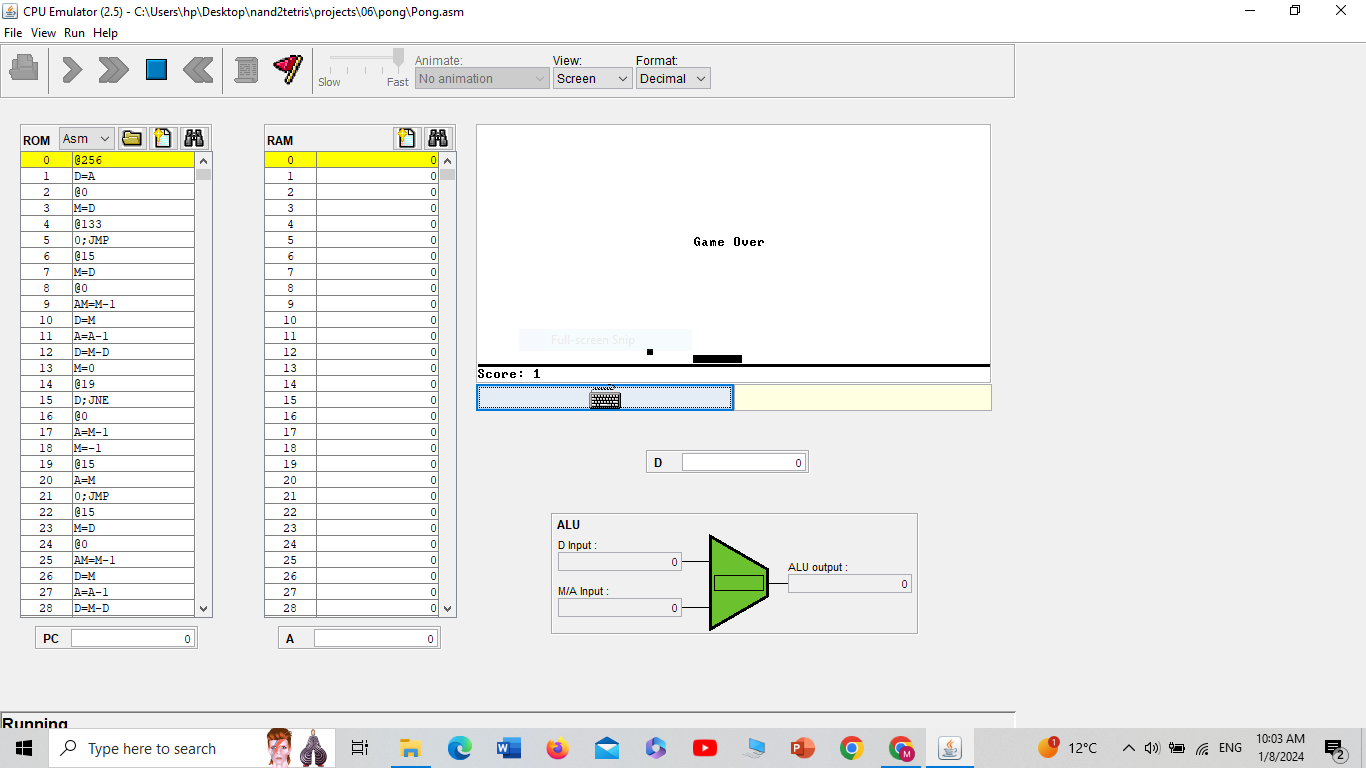 CPU Emulator (2.5) - C:\Users\hp\Desktop\nand2tetris\projects\06\pong\Pong.asm
File View Run Help
Slow Fast
Animate: No animation
View: Screen
Format: Decimal
ROM Asm
0 @256
1 D=A
2 @0
3 M=D
4 @133
5 0;JMP
6 @15
7 M=D
8 @0
9 AM=M-1
10 D=M
11 A=A-1
12 D=M-D
13 M=0
14 @19
15 D;JNE
16 @0
17 A=M-1
18 M=-1
19 @15
20 A=M
21 0;JMP
22 @15
23 M=D
24 @0
25 AM=M-1
26 D=M
27 A=A-1
28 D=M-D
PC 0
RAM
0 0
1 0
2 0
3 0
4 0
5 0
6 0
7 0
8 0
9 0
10 0
11 0
12 0
13 0
14 0
15 0
16 0
17 0
18 0
19 0
20 0
21 0
22 0
23 0
24 0
25 0
26 0
27 0
28 0
A 0
Game Over
Full-screen Snip
Score: 1
D 0
ALU
D Input :
0
M/A Input :
0
ALU output :
0
Running
Type here to search
1
12°C
ENG
10:03 AM
1/8/2024
2